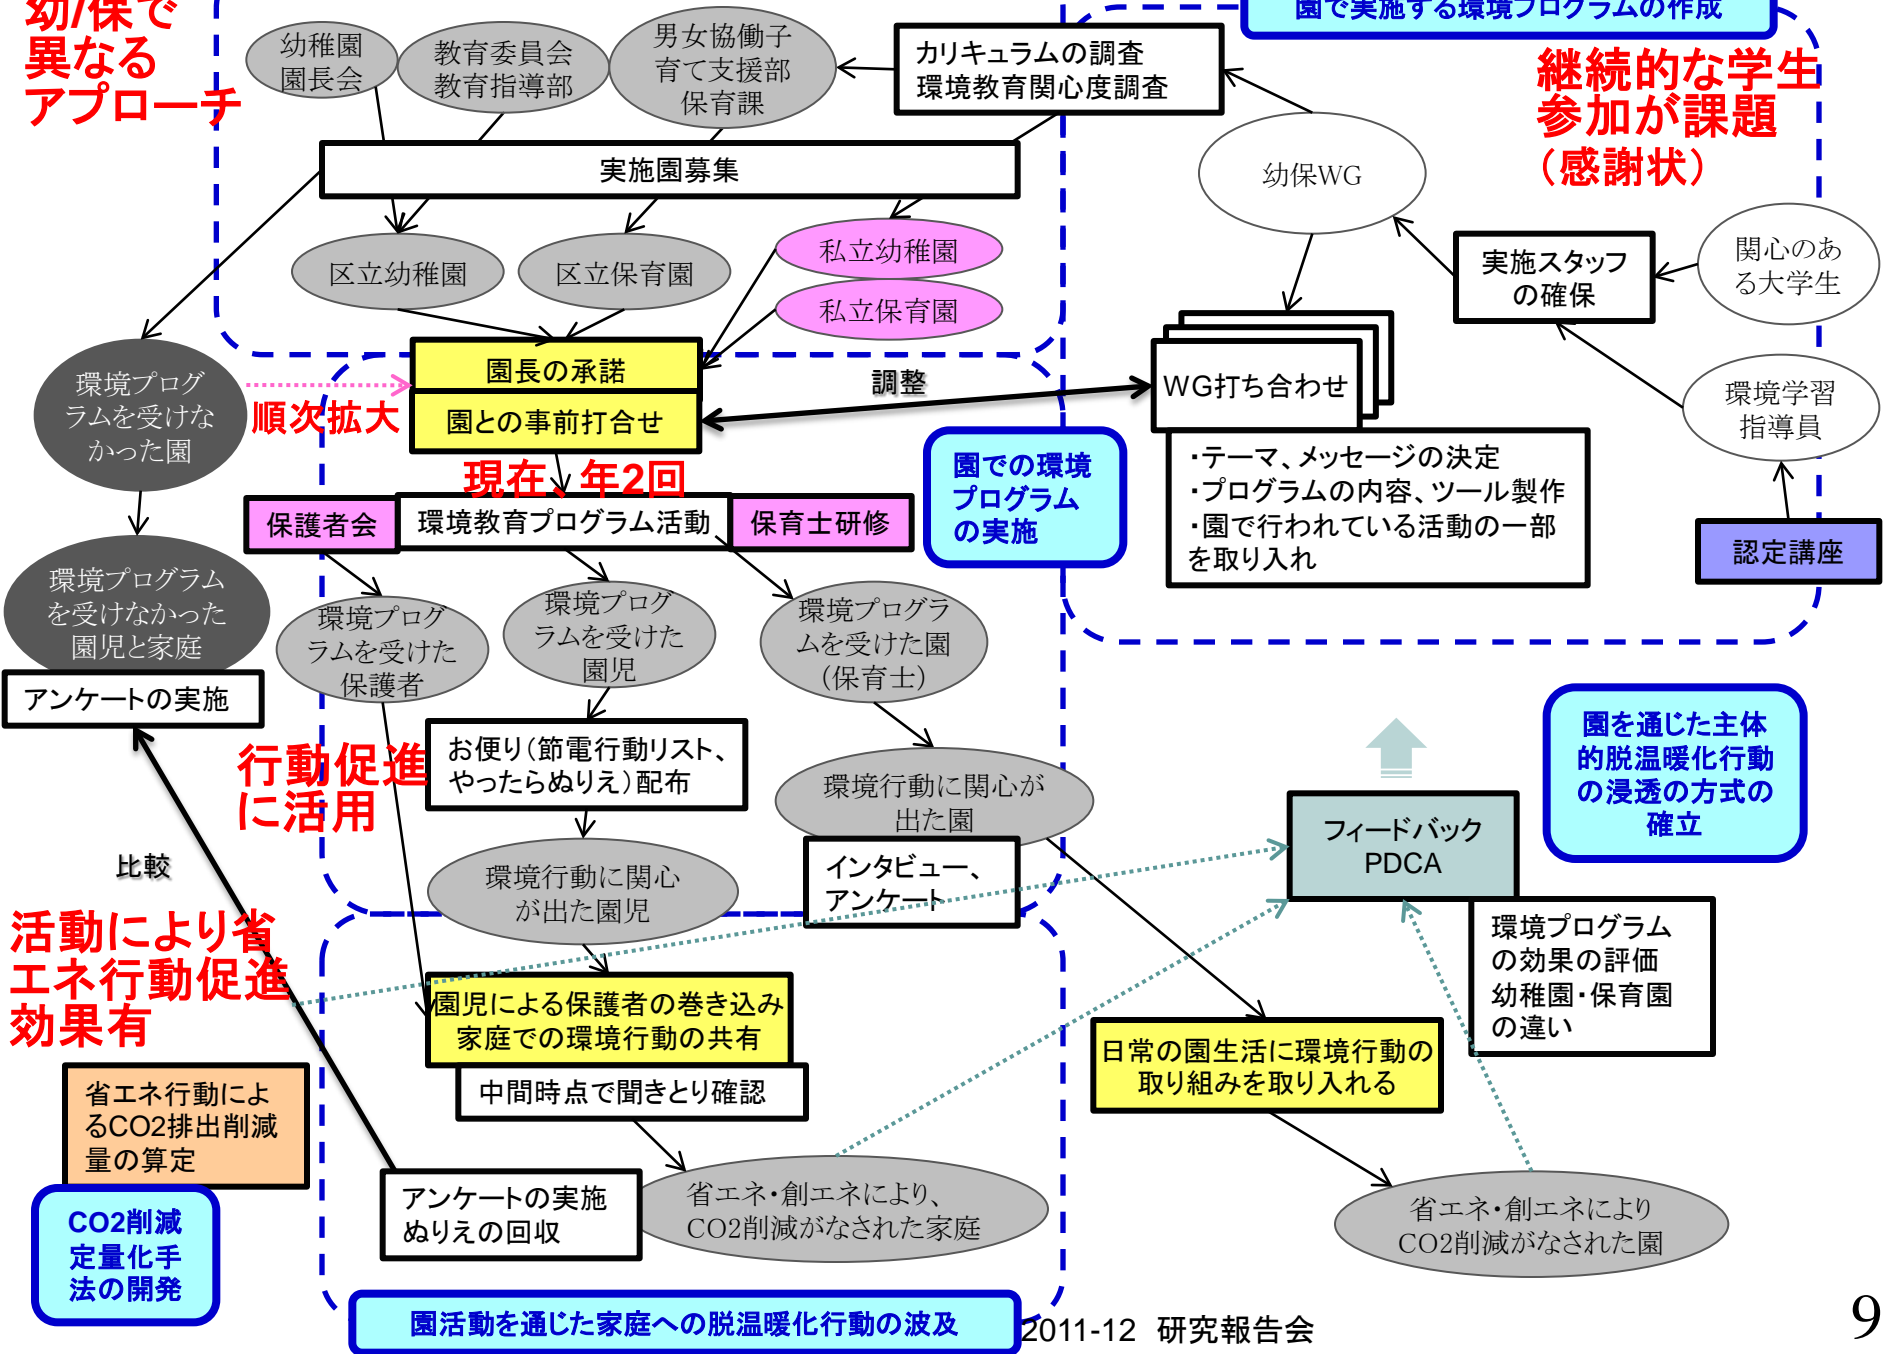 幼/保で
異なる
アプローチ
幼稚園
園長会
教育委員会
教育指導部
男女協働子
育て支援部
保育課
カリキュラムの調査
環境教育関心度調査
園で実施する環境プログラムの作成
継続的な学生
参加が課題
（感謝状）
実施園募集
幼保WG
区立幼稚園
区立保育園
私立幼稚園
私立保育園
実施スタッフ
の確保
関心のあ
る大学生
環境プログ
ラムを受けな
かった園
順次拡大
園長の承諾
園との事前打合せ
調整
WG打ち合わせ
環境学習
指導員
・テーマ、メッセージの決定
・プログラムの内容、ツール製作
・園で行われている活動の一部
を取り入れ
園での環境
プログラム
の実施
認定講座
現在、年2回
保護者会
環境教育プログラム活動
保育士研修
環境プログラム
を受けなかった
園児と家庭
アンケートの実施
環境プログ
ラムを受けた
保護者
環境プログ
ラムを受けた
園児
環境プログラ
ムを受けた園
（保育士）
行動促進
に活用
お便り（節電行動リスト、
やったらぬりえ）配布
環境行動に関心が
出た園
インタビュー、
アンケート
園を通じた主体
的脱温暖化行動
の浸透の方式の
確立
フィードバック
PDCA
環境プログラム
の効果の評価
幼稚園・保育園
の違い
比較
環境行動に関心
が出た園児
活動により省
エネ行動促進
効果有
園児による保護者の巻き込み
家庭での環境行動の共有
中間時点で聞きとり確認
日常の園生活に環境行動の
取り組みを取り入れる
省エネ行動によ
るCO2排出削減
量の算定
CO2削減
定量化手
法の開発
アンケートの実施
ぬりえの回収
省エネ・創エネにより、
CO2削減がなされた家庭
省エネ・創エネにより
CO2削減がなされた園
園活動を通じた家庭への脱温暖化行動の波及
2011-12 研究報告会
9